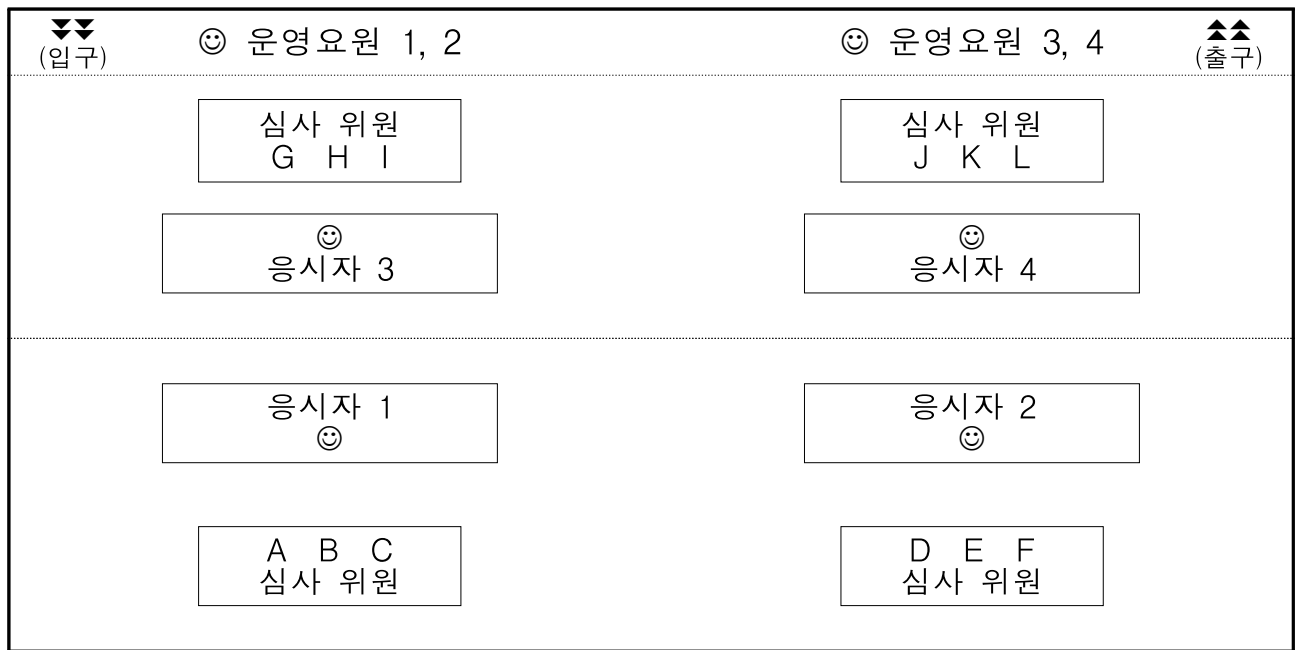 (입구)
☺ 운영요원 1, 2
☺ 운영요원 3, 4
(출구)
심사 위원
G H I
심사 위원
J K L
응시자 3
응시자 4
응시자 1
응시자 2
A B C
심사 위원
D E F
심사 위원